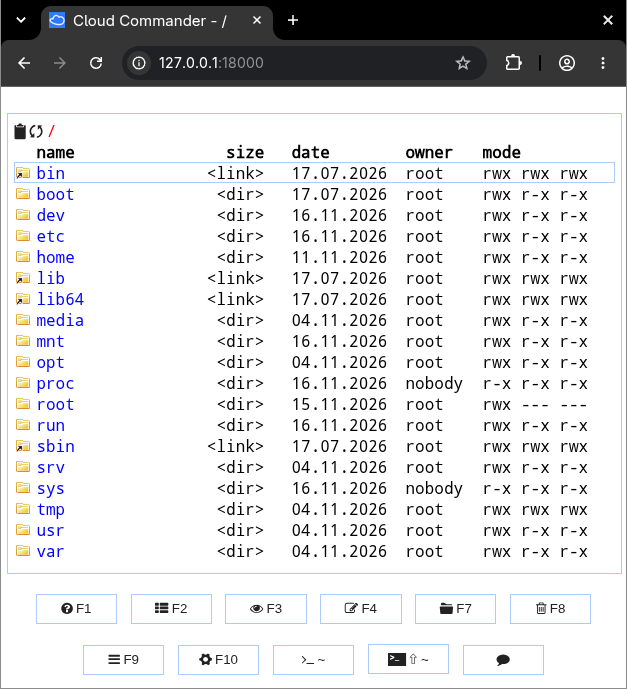 Cloud Commander - /
127.0.0.1:18000
/
name size date owner mode
bin <link> 17.07.2026 root rwx rwx rwx
boot <dir> 04.11.2026 root rwx r-x r-x
dev <dir> 16.11.2026 root rwx r-x r-x
etc <dir> 16.11.2026 root rwx r-x r-x
home <dir> 11.11.2026 root rwx r-x r-x
lib <link> 17.07.2026 root rwx rwx rwx
lib64 <link> 17.07.2026 root rwx rwx rwx
media <dir> 04.11.2026 root rwx r-x r-x
mnt <dir> 16.11.2026 root rwx r-x r-x
opt <dir> 04.11.2026 root rwx r-x r-x
proc <dir> 16.11.2026 nobody r-x r-x r-x
root <dir> 15.11.2026 root rwx --- ---
run <dir> 16.11.2026 root rwx r-x r-x
sbin <link> 17.07.2026 root rwx rwx rwx
srv <dir> 04.11.2026 root rwx r-x r-x
sys <dir> 16.11.2026 nobody r-x r-x r-x
tmp <dir> 04.11.2026 root rwx rwx rwx
usr <dir> 04.11.2026 root rwx r-x r-x
var <dir> 04.11.2026 root rwx r-x r-x
F1 F2 F3 F4 F7 F8
F9 F10 >_ ~ >_ ⇧ ~